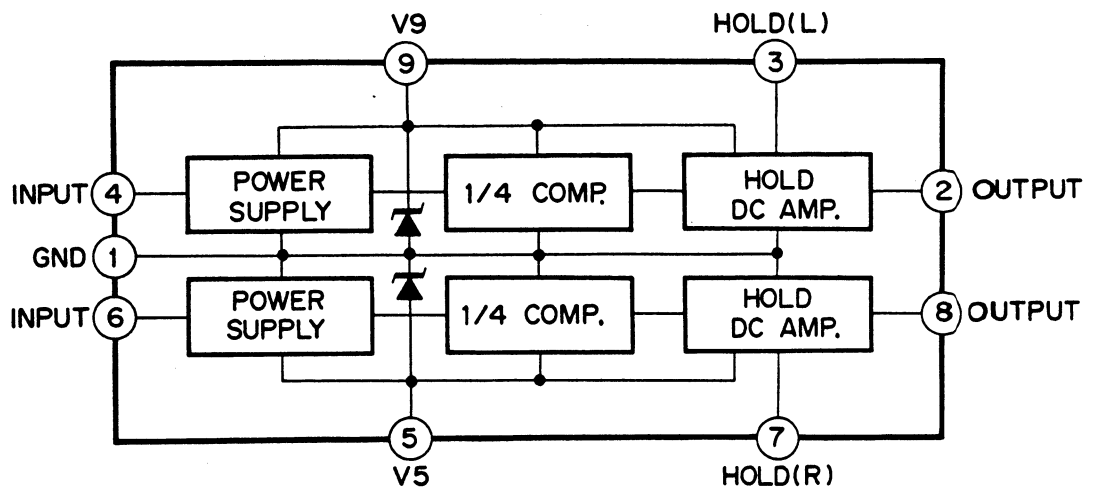 V9
HOLD(L)
9
3
INPUT
4
POWER
SUPPLY
1/4 COMP.
HOLD
DC AMP.
2
OUTPUT
GND
1
INPUT
6
POWER
SUPPLY
1/4 COMP.
HOLD
DC AMP.
8
OUTPUT
5
7
V5
HOLD(R)